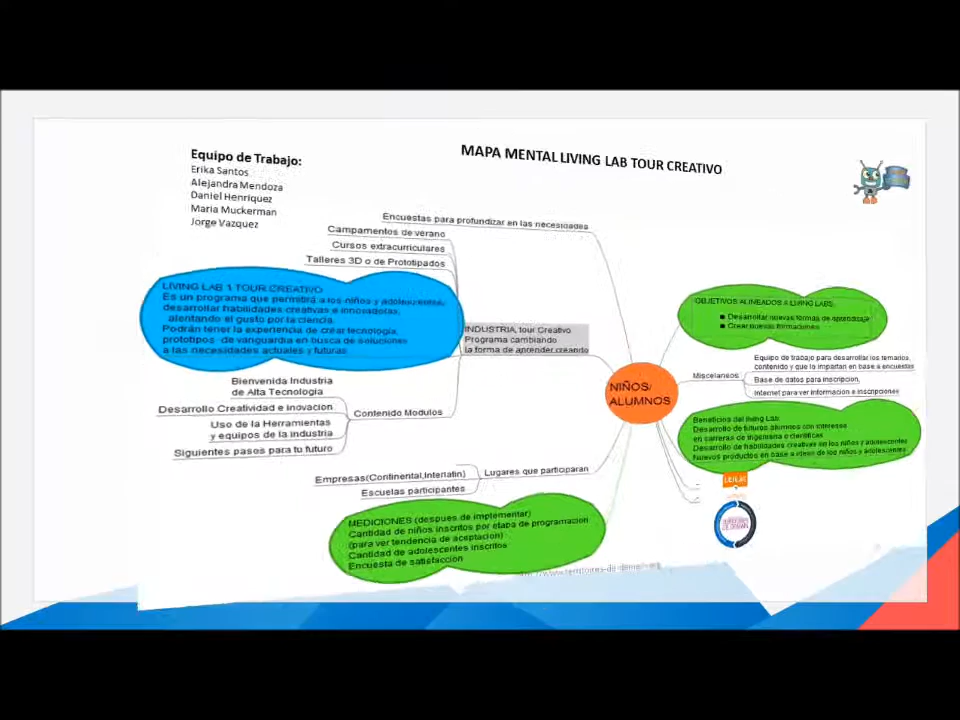 Equipo de Trabajo:
Erika Santos
Alejandra Mendoza
Daniel Henriquez
Maria Muckerman
Jorge Vazquez
MAPA MENTAL LIVING LAB TOUR CREATIVO
Encuestas para profundizar en las necesidades
Campamentos de verano
Cursos extracurriculares
Talleres 3D o de Prototipados
LIVING LAB 1 TOUR CREATIVO
Es un programa que permitirá a los niños y adolescentes,
desarrollar habilidades creativas e innovadoras,
alentando el gusto por la ciencia.
Podrán tener la experiencia de crear tecnología,
prototipos de vanguardia en busca de soluciones
a las necesidades actuales y futuras
INDUSTRIA, tour Creativo
Programa cambiando
la forma de aprender,creando
Bienvenida Industria
de Alta Tecnologia
Desarrollo Creatividad e inovacion
Uso de la Herramientas
y equipos de la industria
Siguientes pasos para tu futuro
Contenido Modulos
Empresas(Continental,Interlatin)
Escuelas participantes
Lugares que participaran
MEDICIONES (despues de implementar)
Cantidad de niños inscritos por etapa de programacion
(para ver tendencia de aceptacion)
Cantidad de adolescentes inscritos
Encuesta de satisfaccion
NIÑOS/
ALUMNOS
OBJETIVOS ALINEADOS A LIVING LABS:
Desarrollar nuevas forma de aprendizaje
Crear nuevas formaciones
Miscelaneos
Equipo de trabajo para desarrollar los temarios,
contenido y que lo impartan en base a encuestas
Base de datos para inscripcion,
Internet para ver informacion e inscripciones
Beneficios del living Lab:
Desarrollo de futuros alumnos con intereses
en carreras de ingenieria o cientificas
Desarrollo de habilidades creativas en los niños y adolescentes
Nuevos productos en base a ideas de los niños y adolescentes